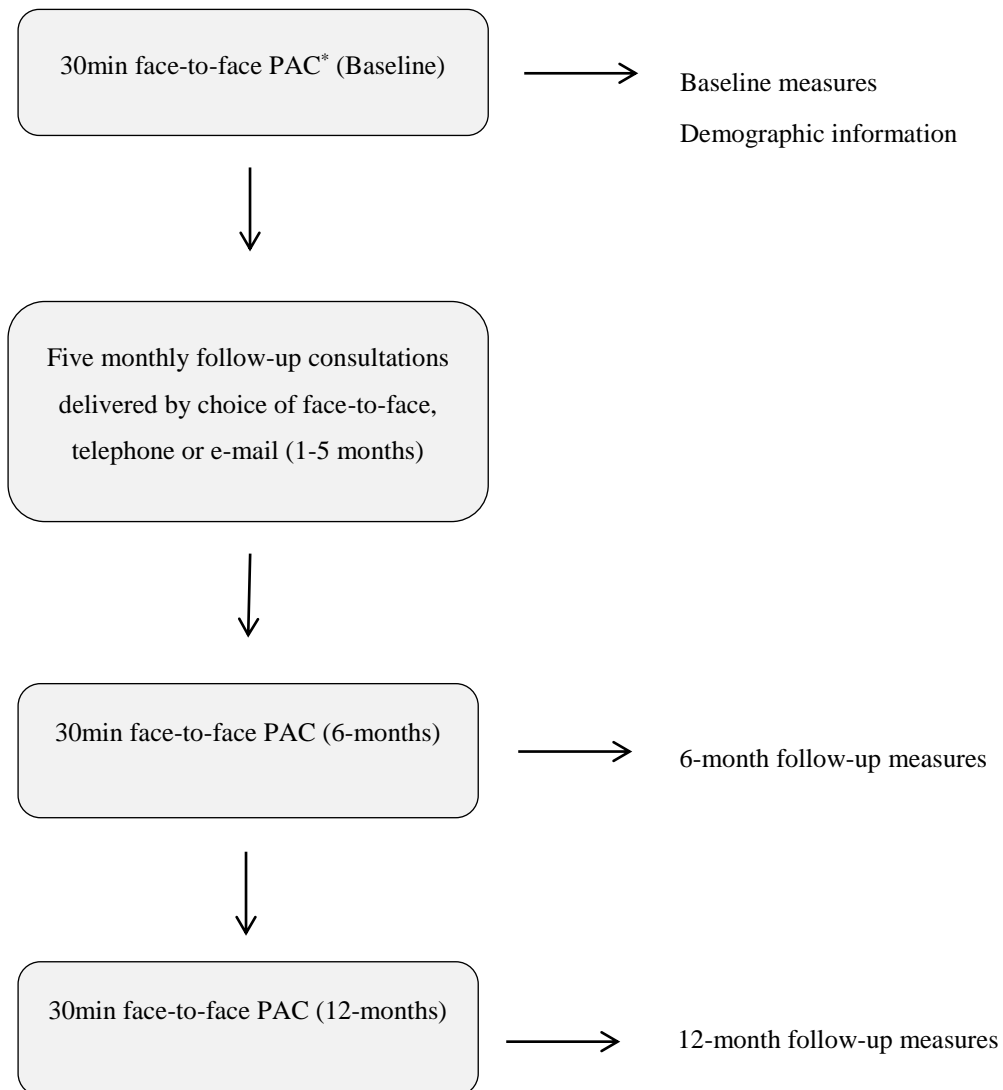 30min face-to-face PAC* (Baseline)
Baseline measures
Demographic information
Five monthly follow-up consultations
delivered by choice of face-to-face,
telephone or e-mail (1-5 months)
30min face-to-face PAC (6-months)
6-month follow-up measures
30min face-to-face PAC (12-months)
12-month follow-up measures